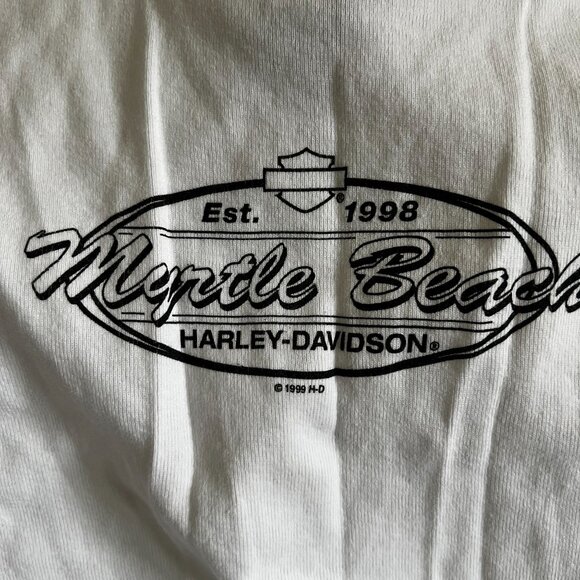 Est. ® 1998
Myrtle Beach
HARLEY-DAVIDSON®
© 1999 H-D